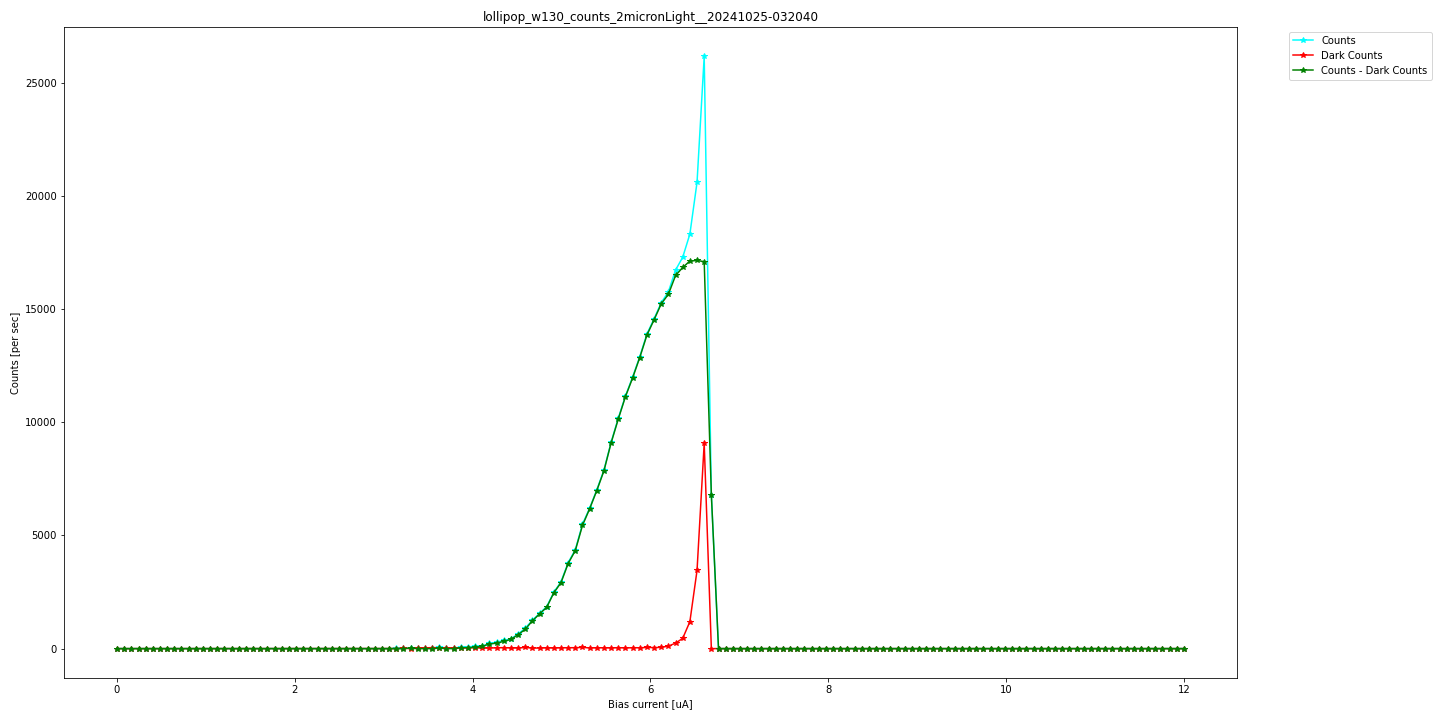 lollipop_w130_counts_2micronLight__20241025-032040
Counts
Dark Counts
Counts - Dark Counts
25000
20000
15000
10000
5000
0
Counts [per sec]
0 2 4 6 8 10 12
Bias current [uA]